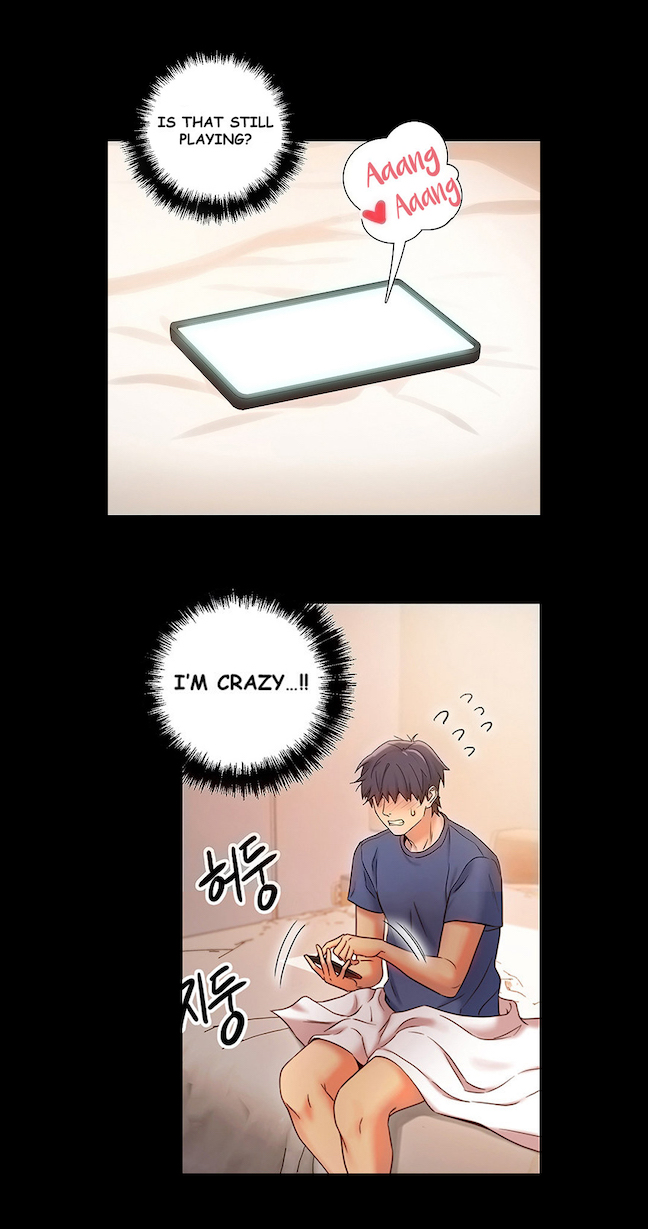 IS THAT STILL
PLAYING?
Aaang
Aaang
I'M CRAZY...!!
허둥
지둥